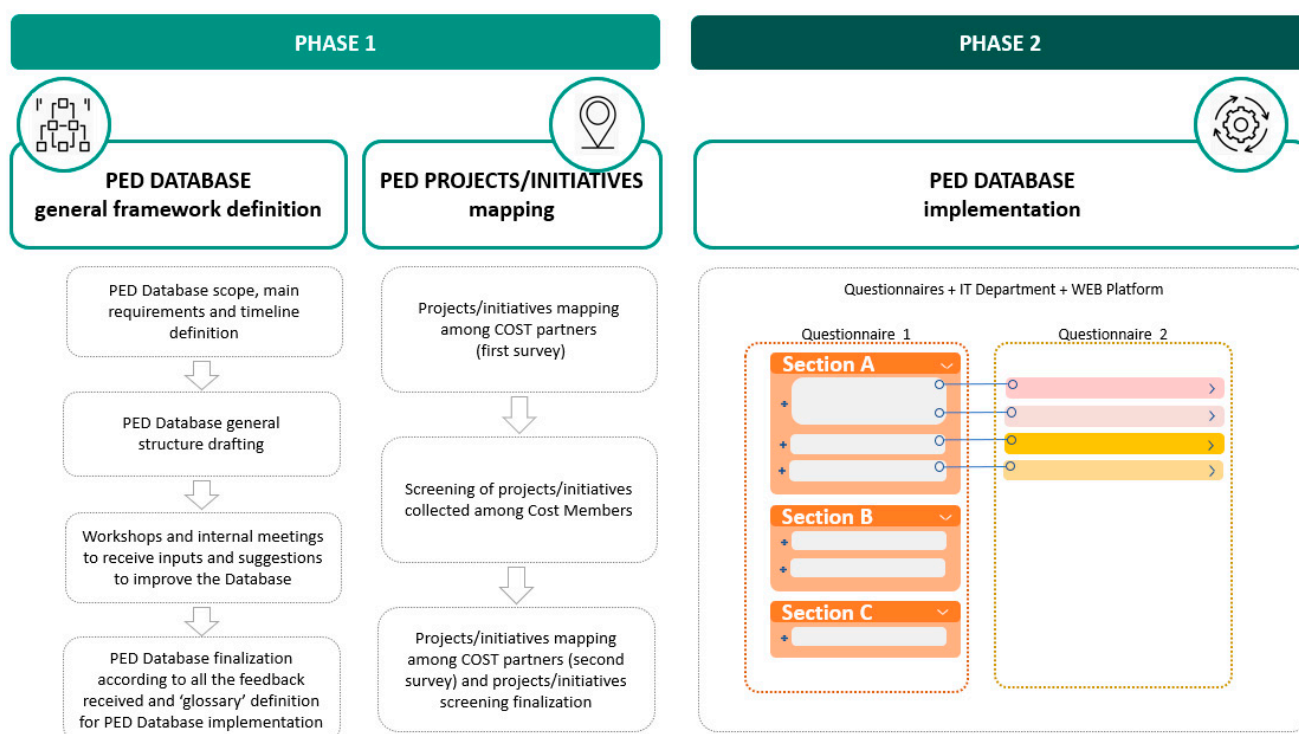 PHASE 1
PED DATABASE
general framework definition
PED Database scope, main
requirements and timeline
definition
PED Database general
structure drafting
Workshops and internal meetings
to receive inputs and suggestions
to improve the Database
PED Database finalization
according to all the feedback
received and ‘glossary’ definition
for PED Database implementation
PED PROJECTS/INITIATIVES
mapping
Projects/initiatives mapping
among COST partners
(first survey)
Screening of projects/initiatives
collected among Cost Members
Projects/initiatives mapping
among COST partners (second
survey) and projects/initiatives
screening finalization
PHASE 2
PED DATABASE
implementation
Questionnaires + IT Department + WEB Platform
Questionnaire 1
Section A
Section B
Section C
Questionnaire 2